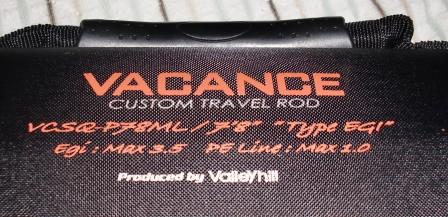 VACANCE
CUSTOM TRAVEL ROD
VCSQ-P78ML / 7'8" "Type EGI"
Egi : Max 3.5 PE Line : Max 1.0
Produced by Valleyhill